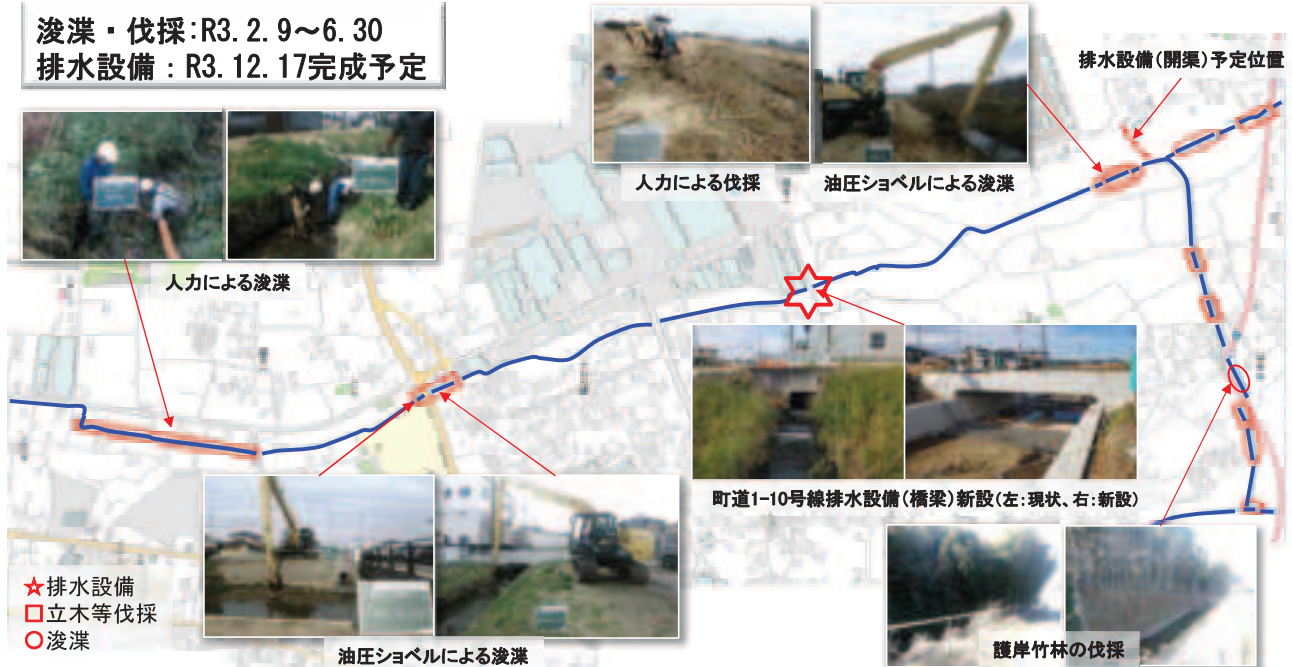 浚渫・伐採:R3.2.9～6.30
排水設備：R3.12.17完成予定
排水設備(開渠)予定位置
人力による伐採
油圧ショベルによる浚渫
人力による浚渫
町道1-10号線排水設備(橋梁)新設(左:現状、右:新設)
☆排水設備
□立木等伐採
○浚渫
油圧ショベルによる浚渫
護岸竹林の伐採